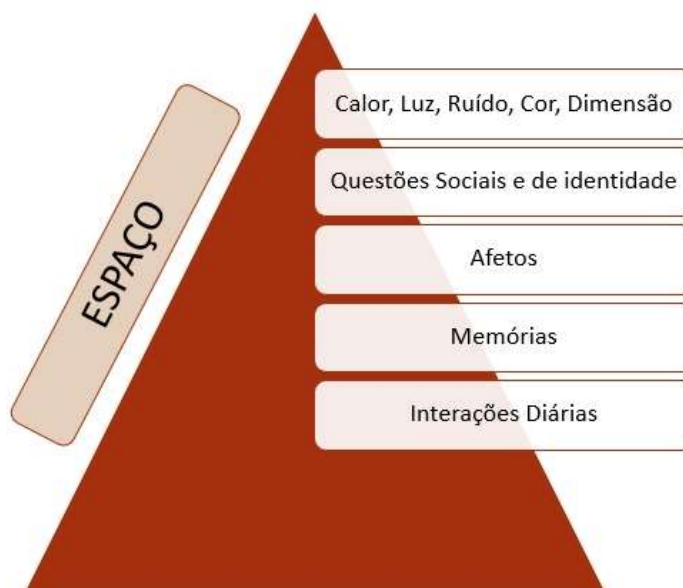 Calor, Luz, Ruído, Cor, Dimensão
Questões Sociais e de identidade
ESPAÇO
Afetos
Memórias
Interações Diárias